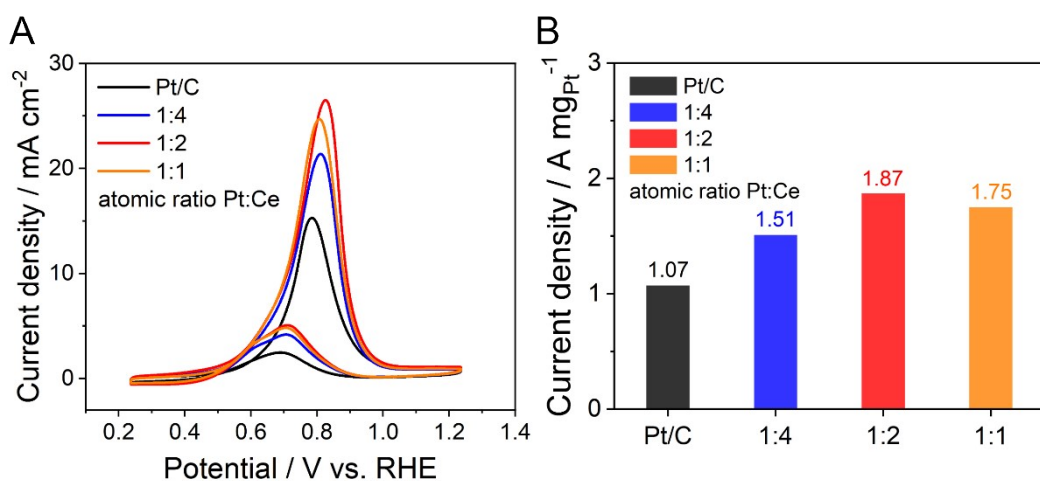 A
30
20
10
0
Current density / mA cm⁻²
Pt/C
1:4
1:2
1:1
atomic ratio Pt:Ce
0.2 0.4 0.6 0.8 1.0 1.2 1.4
Potential / V vs. RHE
B
3
2
1
0
Current density / A mg_Pt⁻¹
Pt/C
1:4
1:2
1:1
atomic ratio Pt:Ce
1.07
1.51
1.87
1.75
Pt/C 1:4 1:2 1:1